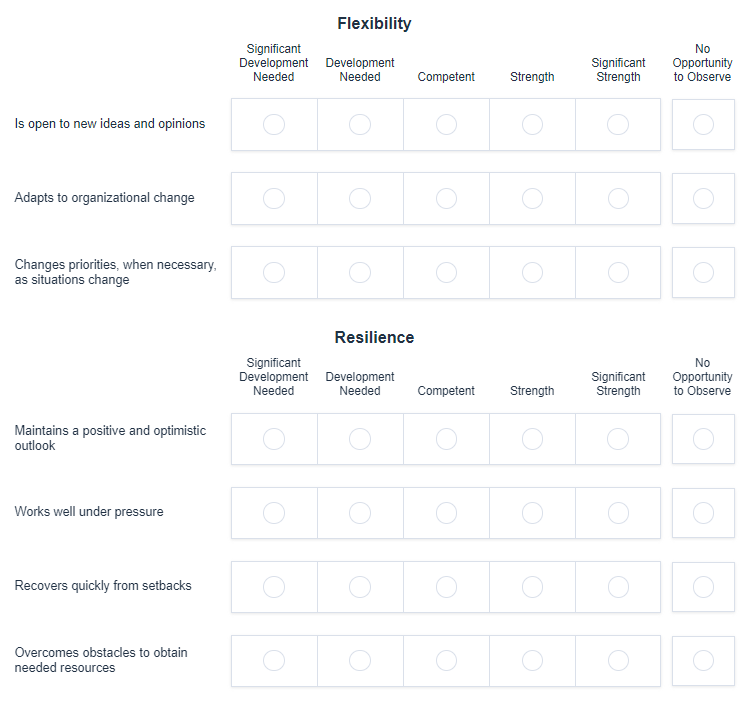 Flexibility
Significant Development Needed
Development Needed
Competent
Strength
Significant Strength
No Opportunity to Observe
Is open to new ideas and opinions
Adapts to organizational change
Changes priorities, when necessary,
as situations change
Resilience
Significant Development Needed
Development Needed
Competent
Strength
Significant Strength
No Opportunity to Observe
Maintains a positive and optimistic
outlook
Works well under pressure
Recovers quickly from setbacks
Overcomes obstacles to obtain
needed resources